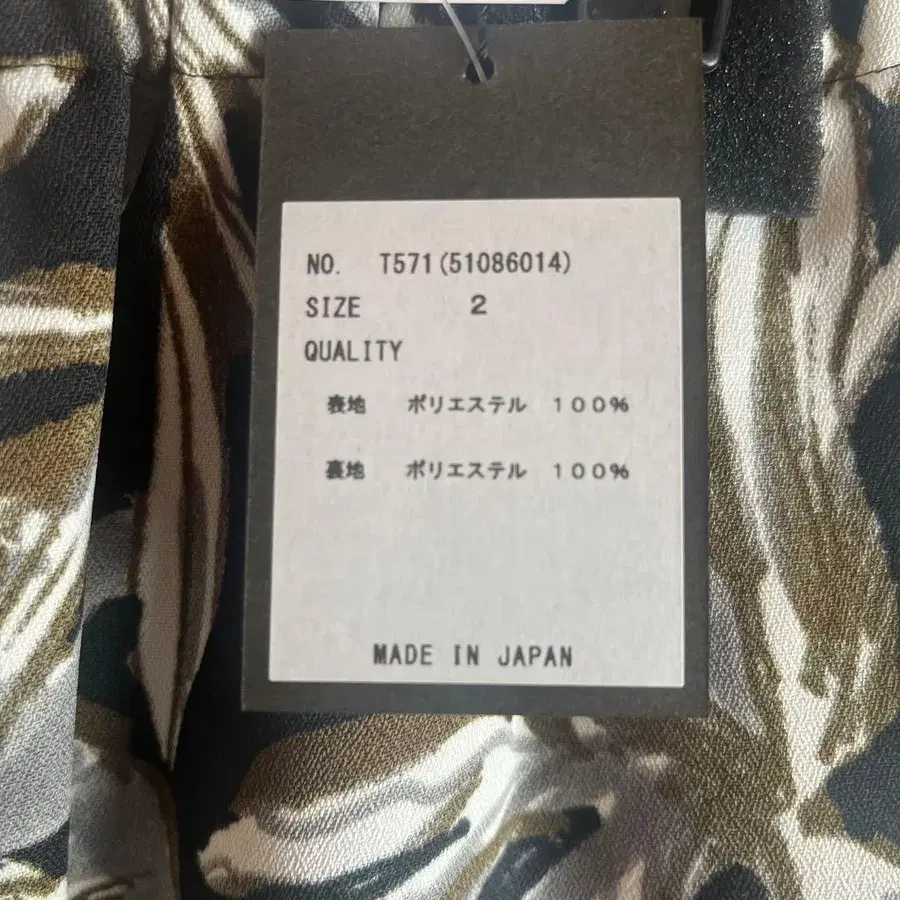 NO. T571(51086014)
SIZE 2
QUALITY
表地 ポリエステル 100%
裏地 ポリエステル 100%
MADE IN JAPAN